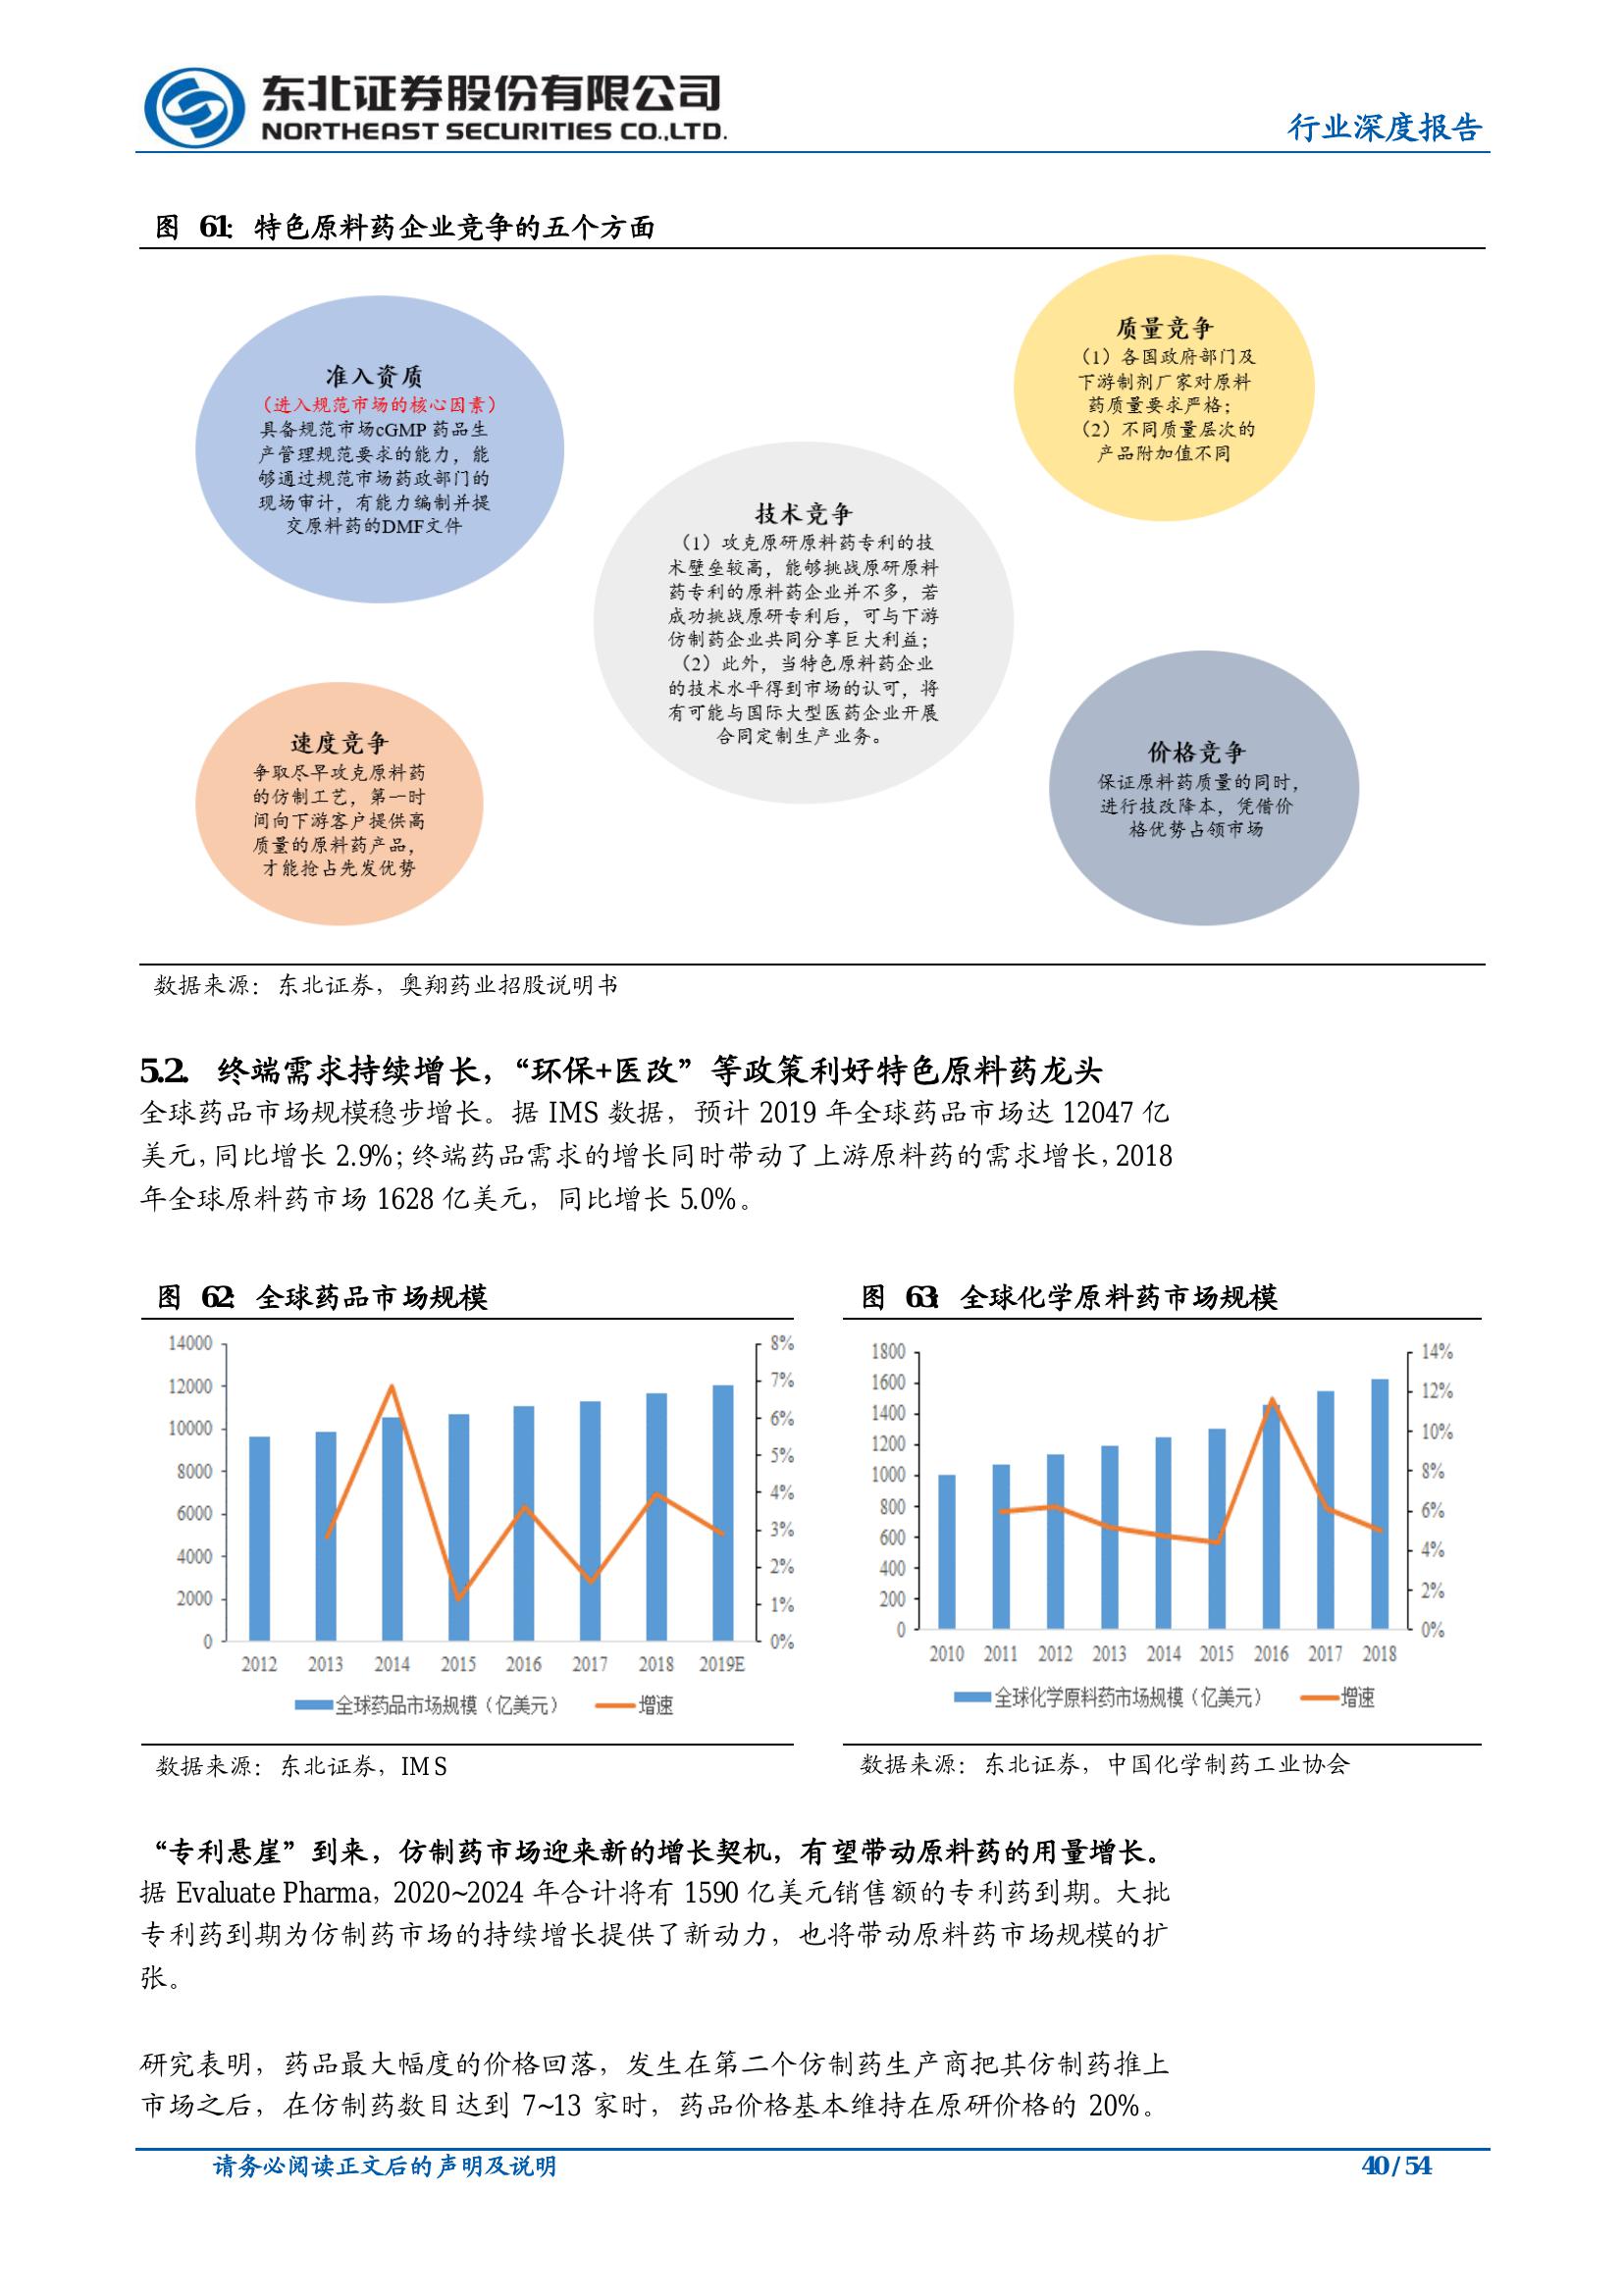 东北证券股份有限公司
NORTHEAST SECURITIES CO.,LTD.
行业深度报告
图 61: 特色原料药企业竞争的五个方面
准入资质
（进入规范市场的核心因素）
具备规范市场cGMP 药品生
产管理规范要求的能力，能
够通过规范市场药政部门的
现场审计，有能力编制并提
交原料药的DMF文件
质量竞争
（1）各国政府部门及
下游制剂厂家对原料
药质量要求严格；
（2）不同质量层次的
产品附加值不同
技术竞争
（1）攻克原研原料药专利的技
术壁垒较高，能够挑战原研原料
药专利的原料药企业并不多，若
成功挑战原研专利后，可与下游
仿制药企业共同分享巨大利益；
（2）此外，当特色原料药企业
的技术水平得到市场的认可，将
有可能与国际大型医药企业开展
合同定制生产业务。
速度竞争
争取尽早攻克原料药
的仿制工艺，第一时
间向下游客户提供高
质量的原料药产品，
才能抢占先发优势
价格竞争
保证原料药质量的同时，
进行技改降本，凭借价
格优势占领市场
数据来源：东北证券，奥翔药业招股说明书
5.2. 终端需求持续增长，“环保+医改”等政策利好特色原料药龙头
全球药品市场规模稳步增长。据 IMS 数据，预计 2019 年全球药品市场达 12047 亿
美元，同比增长 2.9%；终端药品需求的增长同时带动了上游原料药的需求增长，2018
年全球原料药市场 1628 亿美元，同比增长 5.0%。
图 62: 全球药品市场规模
14000
12000
10000
8000
6000
4000
2000
0
8%
7%
6%
5%
4%
3%
2%
1%
0%
2012 2013 2014 2015 2016 2017 2018 2019E
全球药品市场规模（亿美元） 增速
数据来源：东北证券，IMS
图 63: 全球化学原料药市场规模
1800
1600
1400
1200
1000
800
600
400
200
0
14%
12%
10%
8%
6%
4%
2%
0%
2010 2011 2012 2013 2014 2015 2016 2017 2018
全球化学原料药市场规模（亿美元） 增速
数据来源：东北证券，中国化学制药工业协会
“专利悬崖”到来，仿制药市场迎来新的增长契机，有望带动原料药的用量增长。
据 Evaluate Pharma，2020~2024 年合计将有 1590 亿美元销售额的专利药到期。大批
专利药到期为仿制药市场的持续增长提供了新动力，也将带动原料药市场规模的扩
张。
研究表明，药品最大幅度的价格回落，发生在第二个仿制药生产商把其仿制药推上
市场之后，在仿制药数目达到 7~13 家时，药品价格基本维持在原研价格的 20%。
请务必阅读正文后的声明及说明
40 / 54